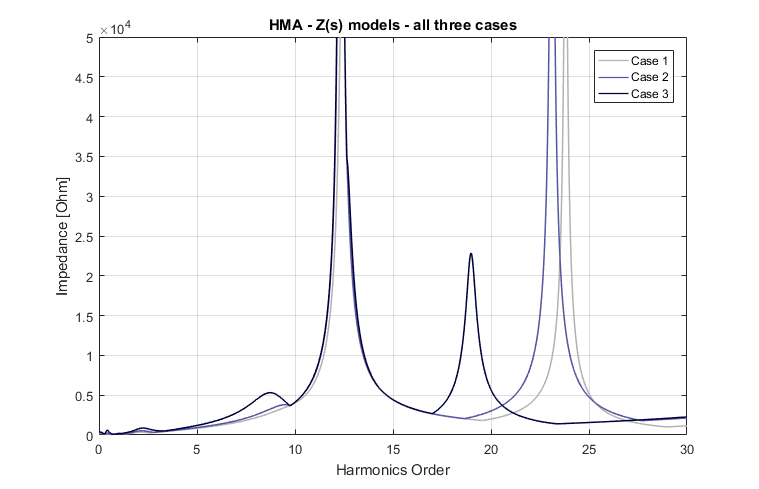 HMA - Z(s) models - all three cases
×10⁴
5
4.5
4
3.5
3
2.5
2
1.5
1
0.5
0
Impedance [Ohm]
Case 1
Case 2
Case 3
0 5 10 15 20 25 30
Harmonics Order